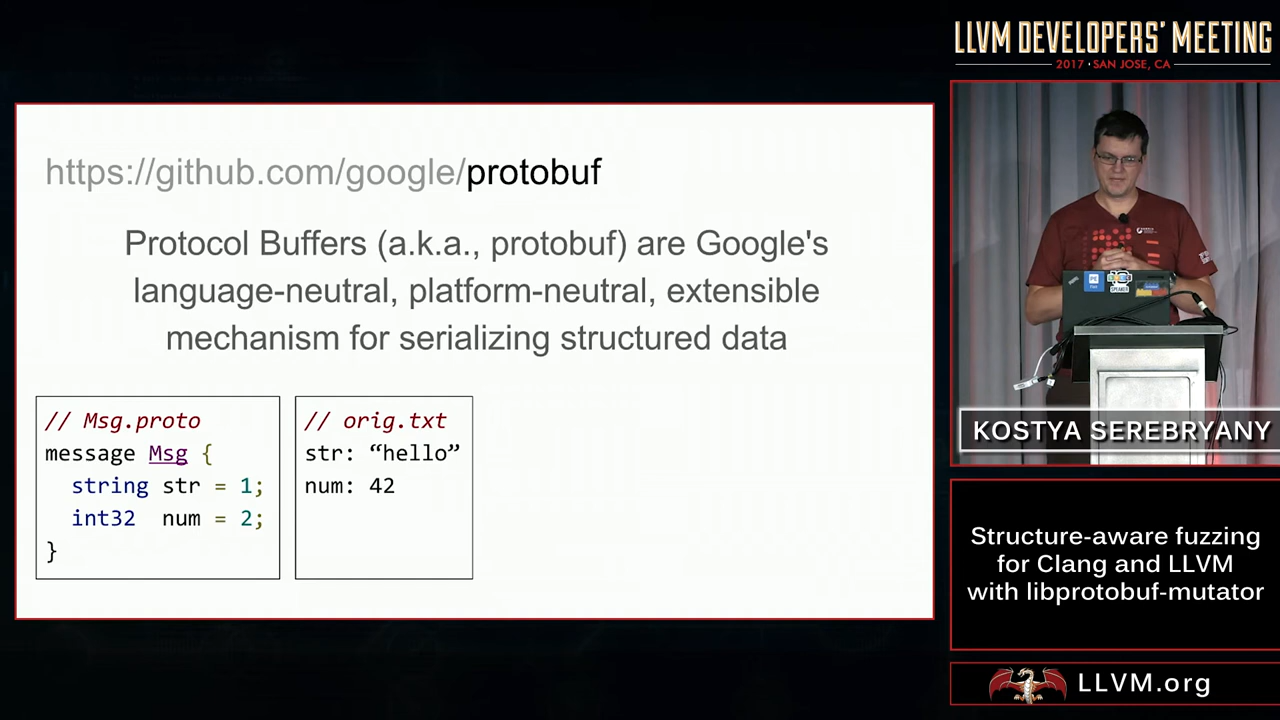 LLVM DEVELOPERS' MEETING
2017 • SAN JOSE, CA
https://github.com/google/protobuf
Protocol Buffers (a.k.a., protobuf) are Google's
language-neutral, platform-neutral, extensible
mechanism for serializing structured data
// Msg.proto
message Msg {
string str = 1;
int32 num = 2;
}
// orig.txt
str: “hello”
num: 42
SPEAKER
KOSTYA SEREBRYANY
Structure-aware fuzzing
for Clang and LLVM
with libprotobuf-mutator
LLVM.org